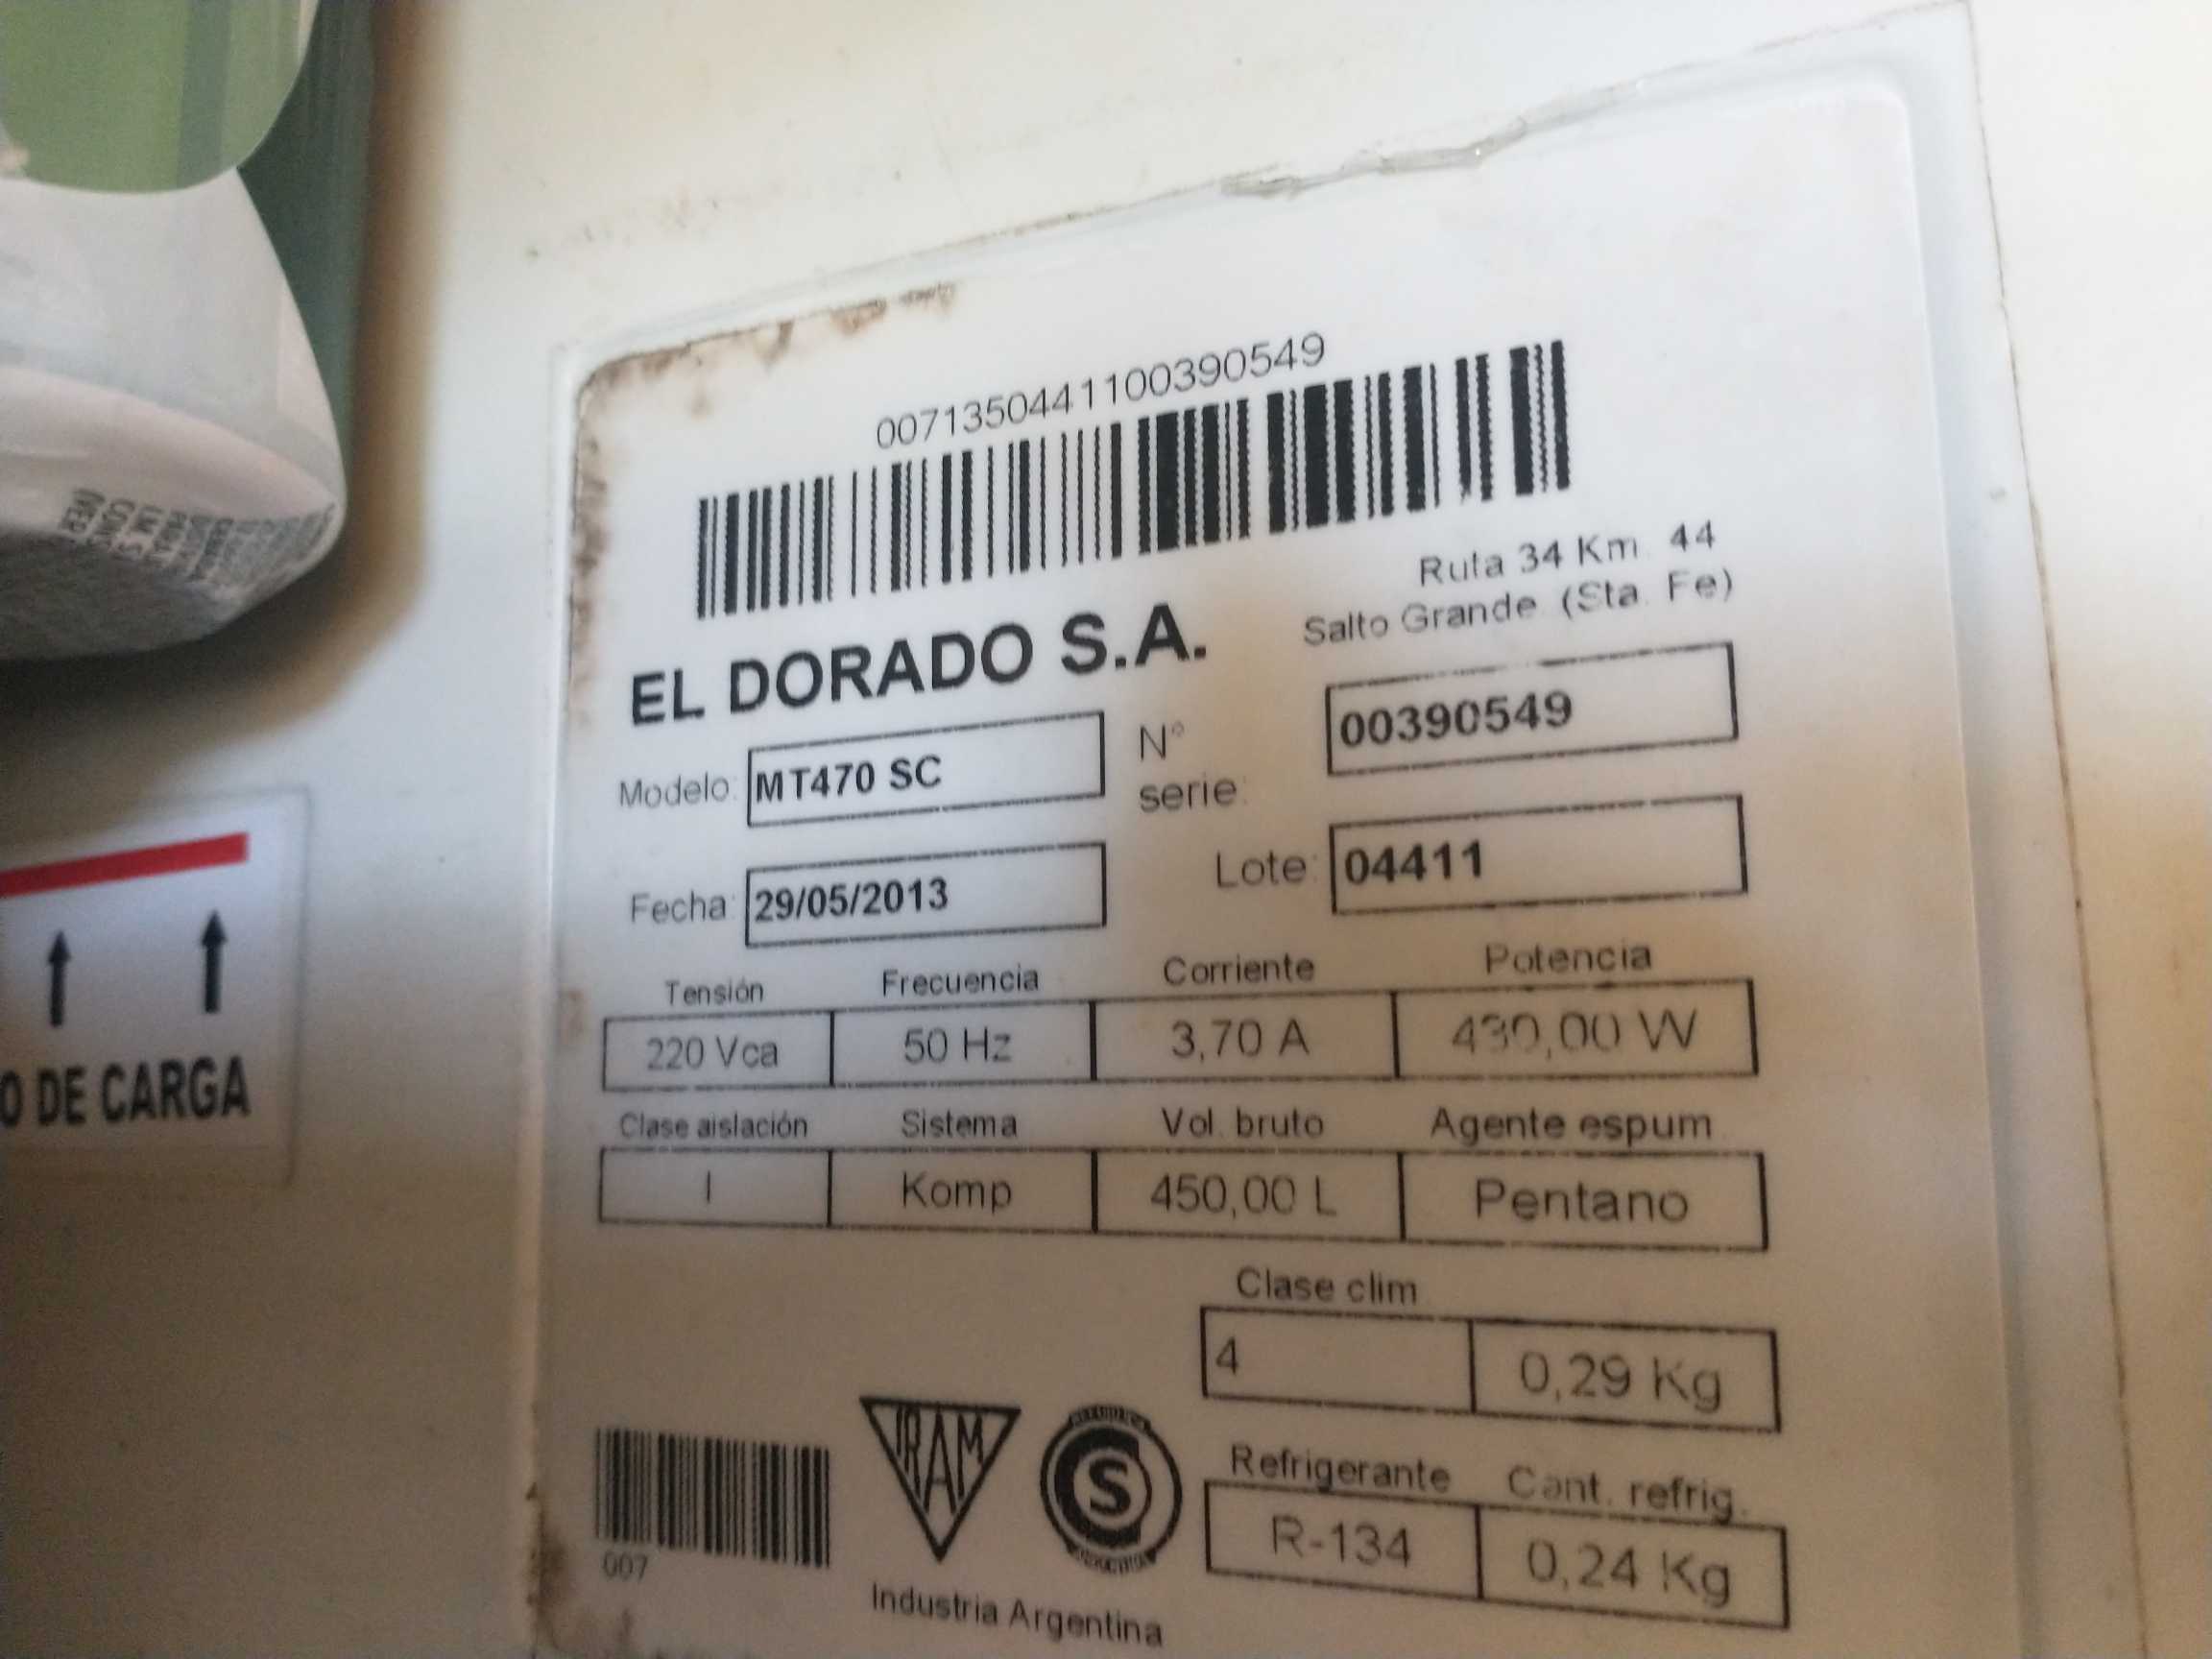 0071350441100390549
EL DORADO S.A.
Ruta 34 Km. 44
Salto Grande (Sta. Fe)
Modelo: MT470 SC
N° serie: 00390549
Fecha: 29/05/2013
Lote: 04411
Tensión Frecuencia Corriente Potencia
220 Vca 50 Hz 3,70 A 430,00 W
Clase aislación Sistema Vol. bruto Agente espum.
I Komp 450,00 L Pentano
Clase clim
4 0,29 Kg
Refrigerante Cant. refrig.
R-134 0,24 Kg
007
IRAM
S
Industria Argentina
O DE CARGA